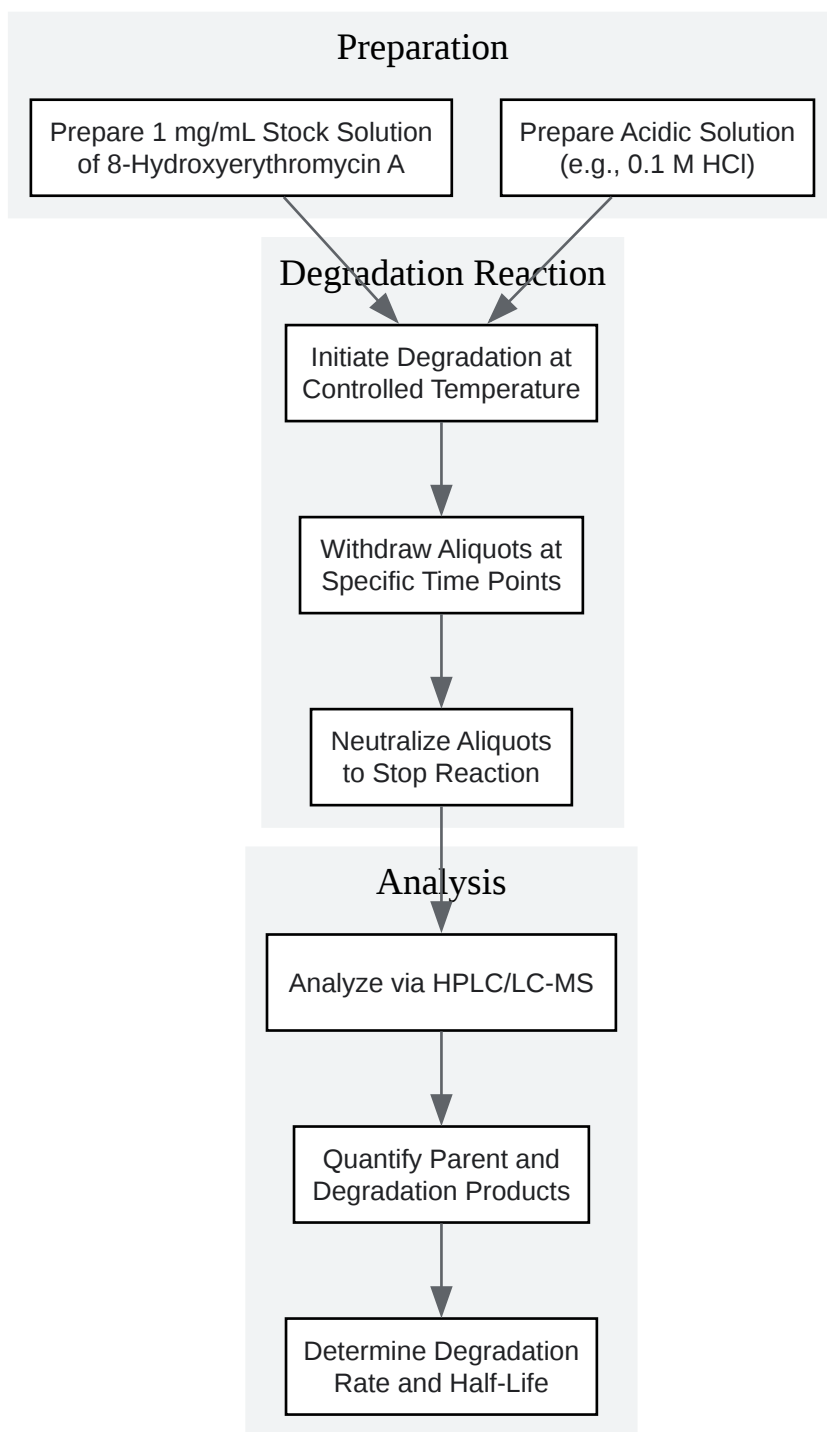 Preparation
Prepare 1 mg/mL Stock Solution
of 8-Hydroxyerythromycin A
Prepare Acidic Solution
(e.g., 0.1 M HCl)
Degradation Reaction
Initiate Degradation at
Controlled Temperature
Withdraw Aliquots at
Specific Time Points
Neutralize Aliquots
to Stop Reaction
Analysis
Analyze via HPLC/LC-MS
Quantify Parent and
Degradation Products
Determine Degradation
Rate and Half-Life